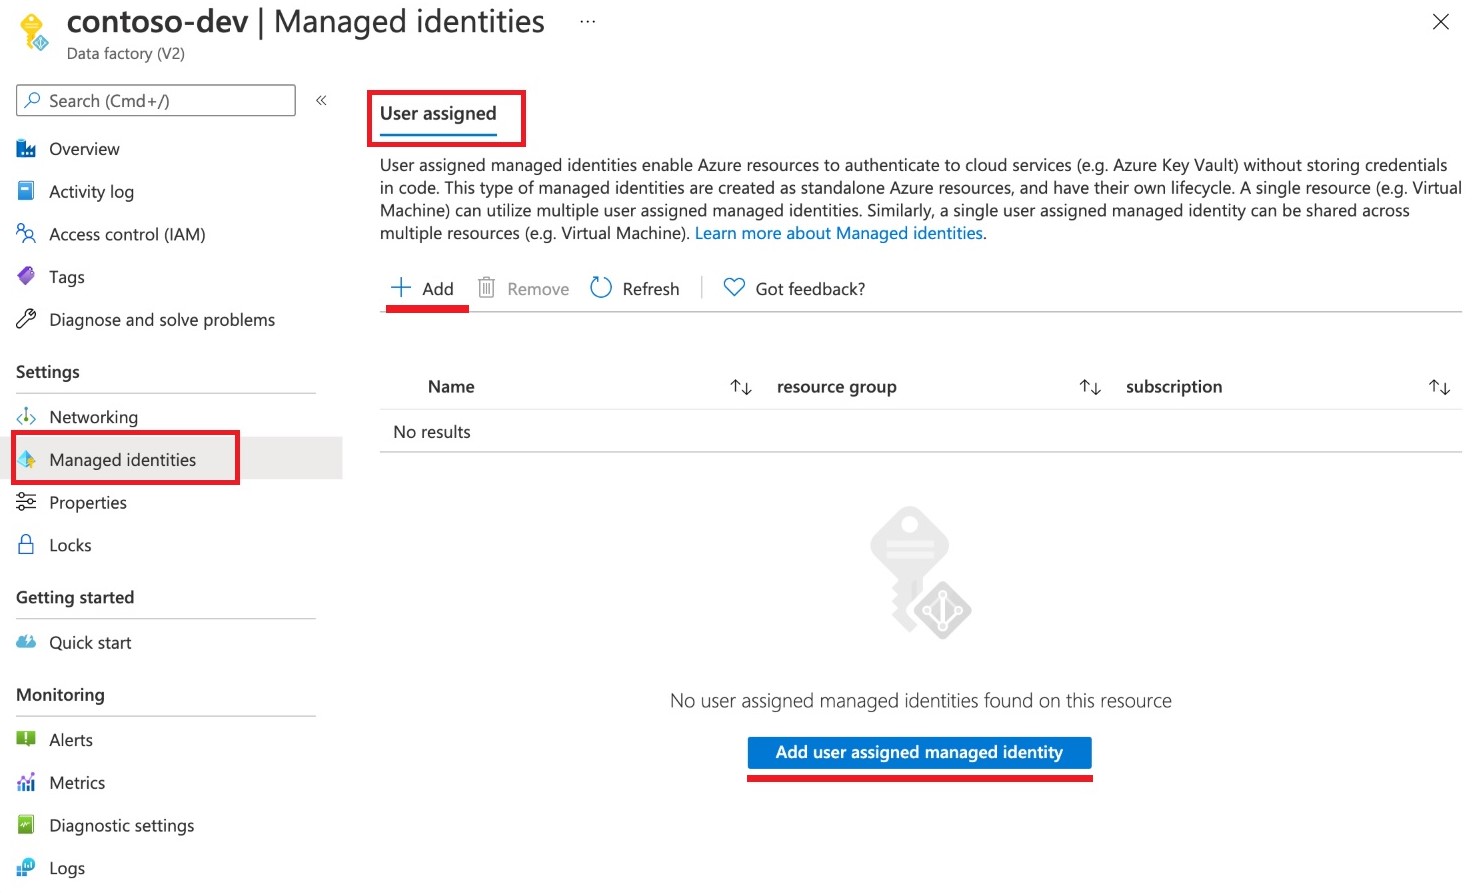 contoso-dev | Managed identities ...
Data factory (V2)
Search (Cmd+/)
Overview
Activity log
Access control (IAM)
Tags
Diagnose and solve problems
Settings
Networking
Managed identities
Properties
Locks
Getting started
Quick start
Monitoring
Alerts
Metrics
Diagnostic settings
Logs
User assigned
User assigned managed identities enable Azure resources to authenticate to cloud services (e.g. Azure Key Vault) without storing credentials
in code. This type of managed identities are created as standalone Azure resources, and have their own lifecycle. A single resource (e.g. Virtual
Machine) can utilize multiple user assigned managed identities. Similarly, a single user assigned managed identity can be shared across
multiple resources (e.g. Virtual Machine). Learn more about Managed identities.
Add Remove Refresh Got feedback?
Name resource group subscription
No results
No user assigned managed identities found on this resource
Add user assigned managed identity